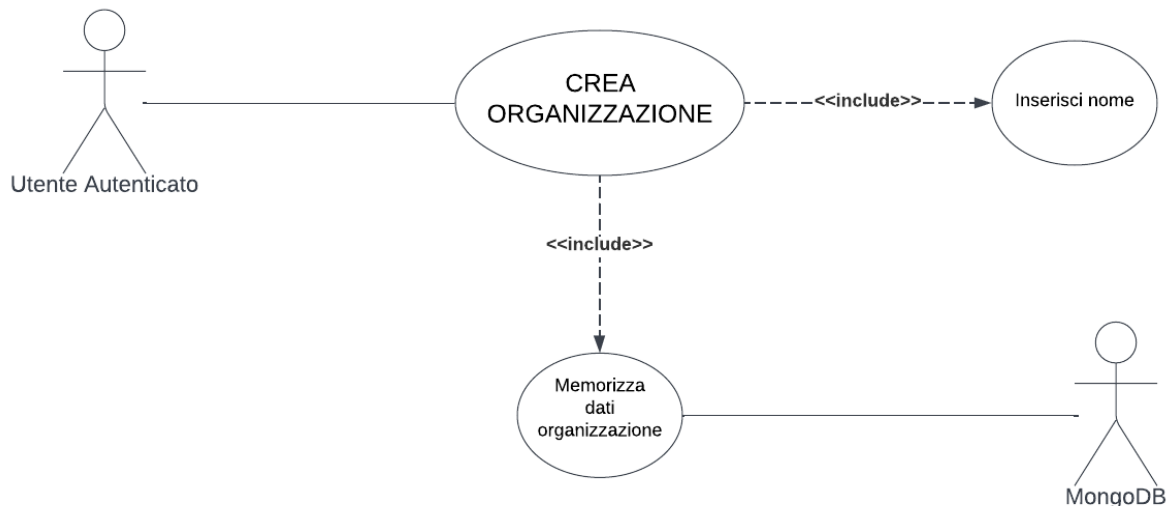 CREA
ORGANIZZAZIONE
<<include>>
Inserisci nome
Utente Autenticato
<<include>>
Memorizza
dati
organizzazione
MongoDB